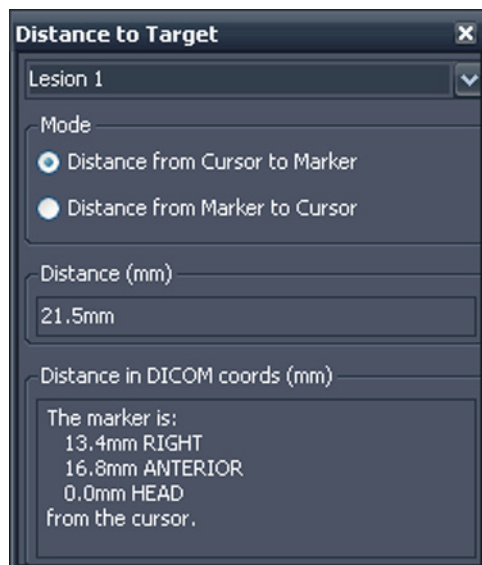 Distance to Target
Lesion 1
Mode
Distance from Cursor to Marker
Distance from Marker to Cursor
Distance (mm)
21.5mm
Distance in DICOM coords (mm)
The marker is:
13.4mm RIGHT
16.8mm ANTERIOR
0.0mm HEAD
from the cursor.